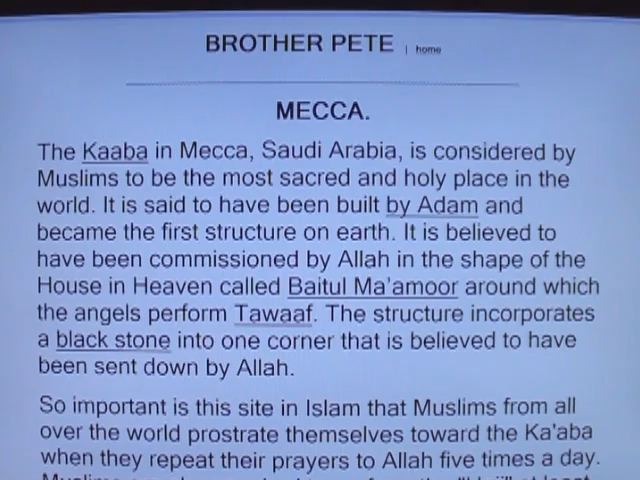 BROTHER PETE | home
MECCA.
The Kaaba in Mecca, Saudi Arabia, is considered by
Muslims to be the most sacred and holy place in the
world. It is said to have been built by Adam and
became the first structure on earth. It is believed to
have been commissioned by Allah in the shape of the
House in Heaven called Baitul Ma'amoor around which
the angels perform Tawaaf. The structure incorporates
a black stone into one corner that is believed to have
been sent down by Allah.
So important is this site in Islam that Muslims from all
over the world prostrate themselves toward the Ka'aba
when they repeat their prayers to Allah five times a day.